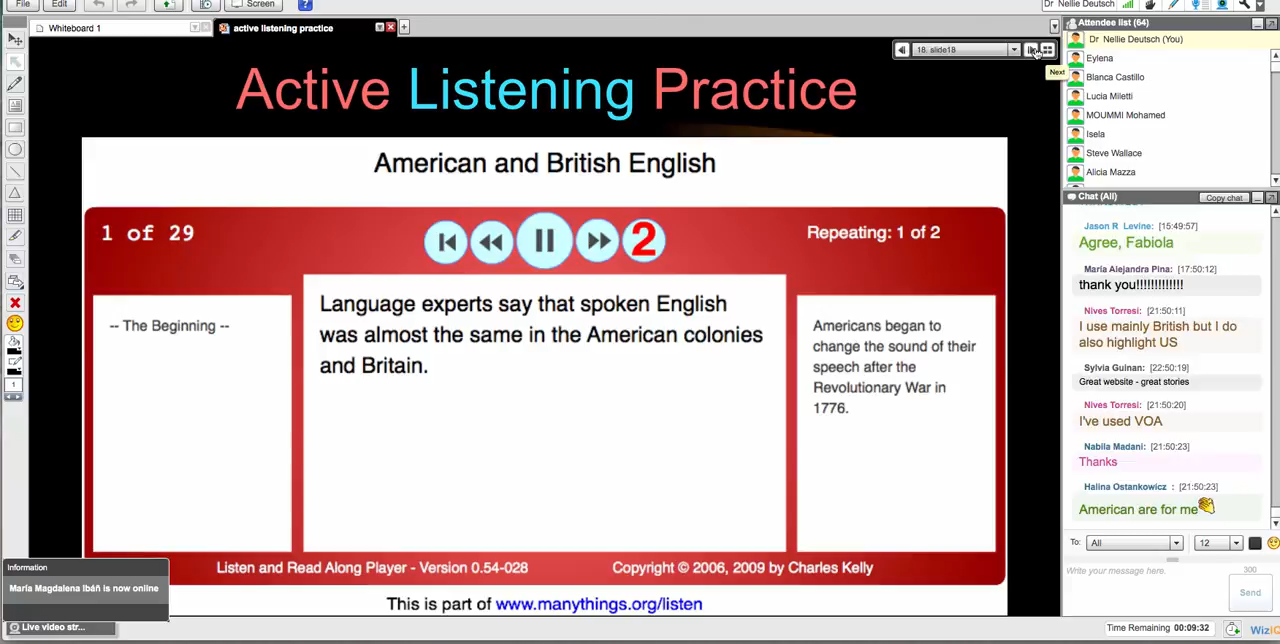 File
Edit
Screen
Dr Nellie Deutsch
Whiteboard 1
active listening practice
18. slide18
Next
Active Listening Practice
American and British English
1 of 29
2
Repeating: 1 of 2
-- The Beginning --
Language experts say that spoken English
was almost the same in the American colonies
and Britain.
Americans began to
change the sound of their
speech after the
Revolutionary War in
1776.
Listen and Read Along Player - Version 0.54-028
Copyright © 2006, 2009 by Charles Kelly
This is part of www.manythings.org/listen
Information
María Magdalena Ibáñ is now online
Live video str...
1
Attendee list (64)
Dr Nellie Deutsch (You)
Eylena
Blanca Castillo
Lucia Miletti
MOUMMI Mohamed
Isela
Steve Wallace
Alicia Mazza
Chat (All)
Copy chat
Jason R Levine: [15:49:57]
Agree, Fabiola
María Alejandra Pina: [17:50:12]
thank you!!!!!!!!!!!!!
Nives Torresi: [21:50:11]
I use mainly British but I do
also highlight US
Sylvia Guinan: [22:50:19]
Great website - great stories
Nives Torresi: [21:50:20]
I've used VOA
Nabila Madani: [21:50:23]
Thanks
Halina Ostankowicz : [21:50:23]
American are for me
To:
All
12
Write your message here.
300
Send
Time Remaining 00:09:32
WiziQ